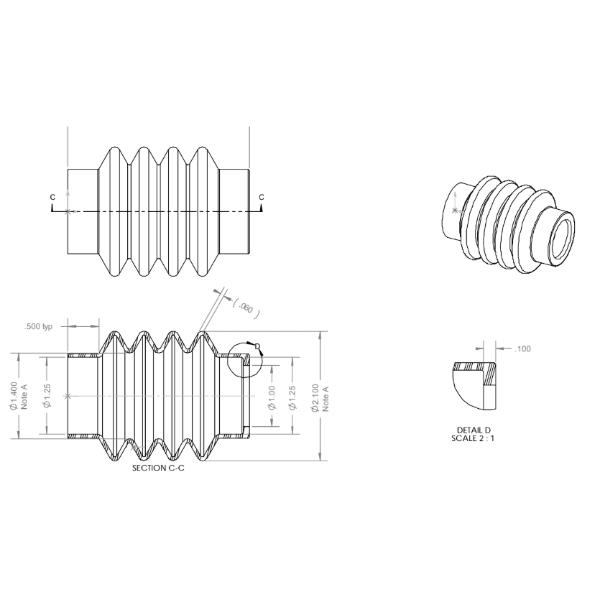 C
C
.500 typ
(.060)
D
Ø1.400
Note A
Ø1.25
Ø1.00
Ø1.25
Ø2.100
Note A
SECTION C-C
.100
DETAIL D
SCALE 2 : 1